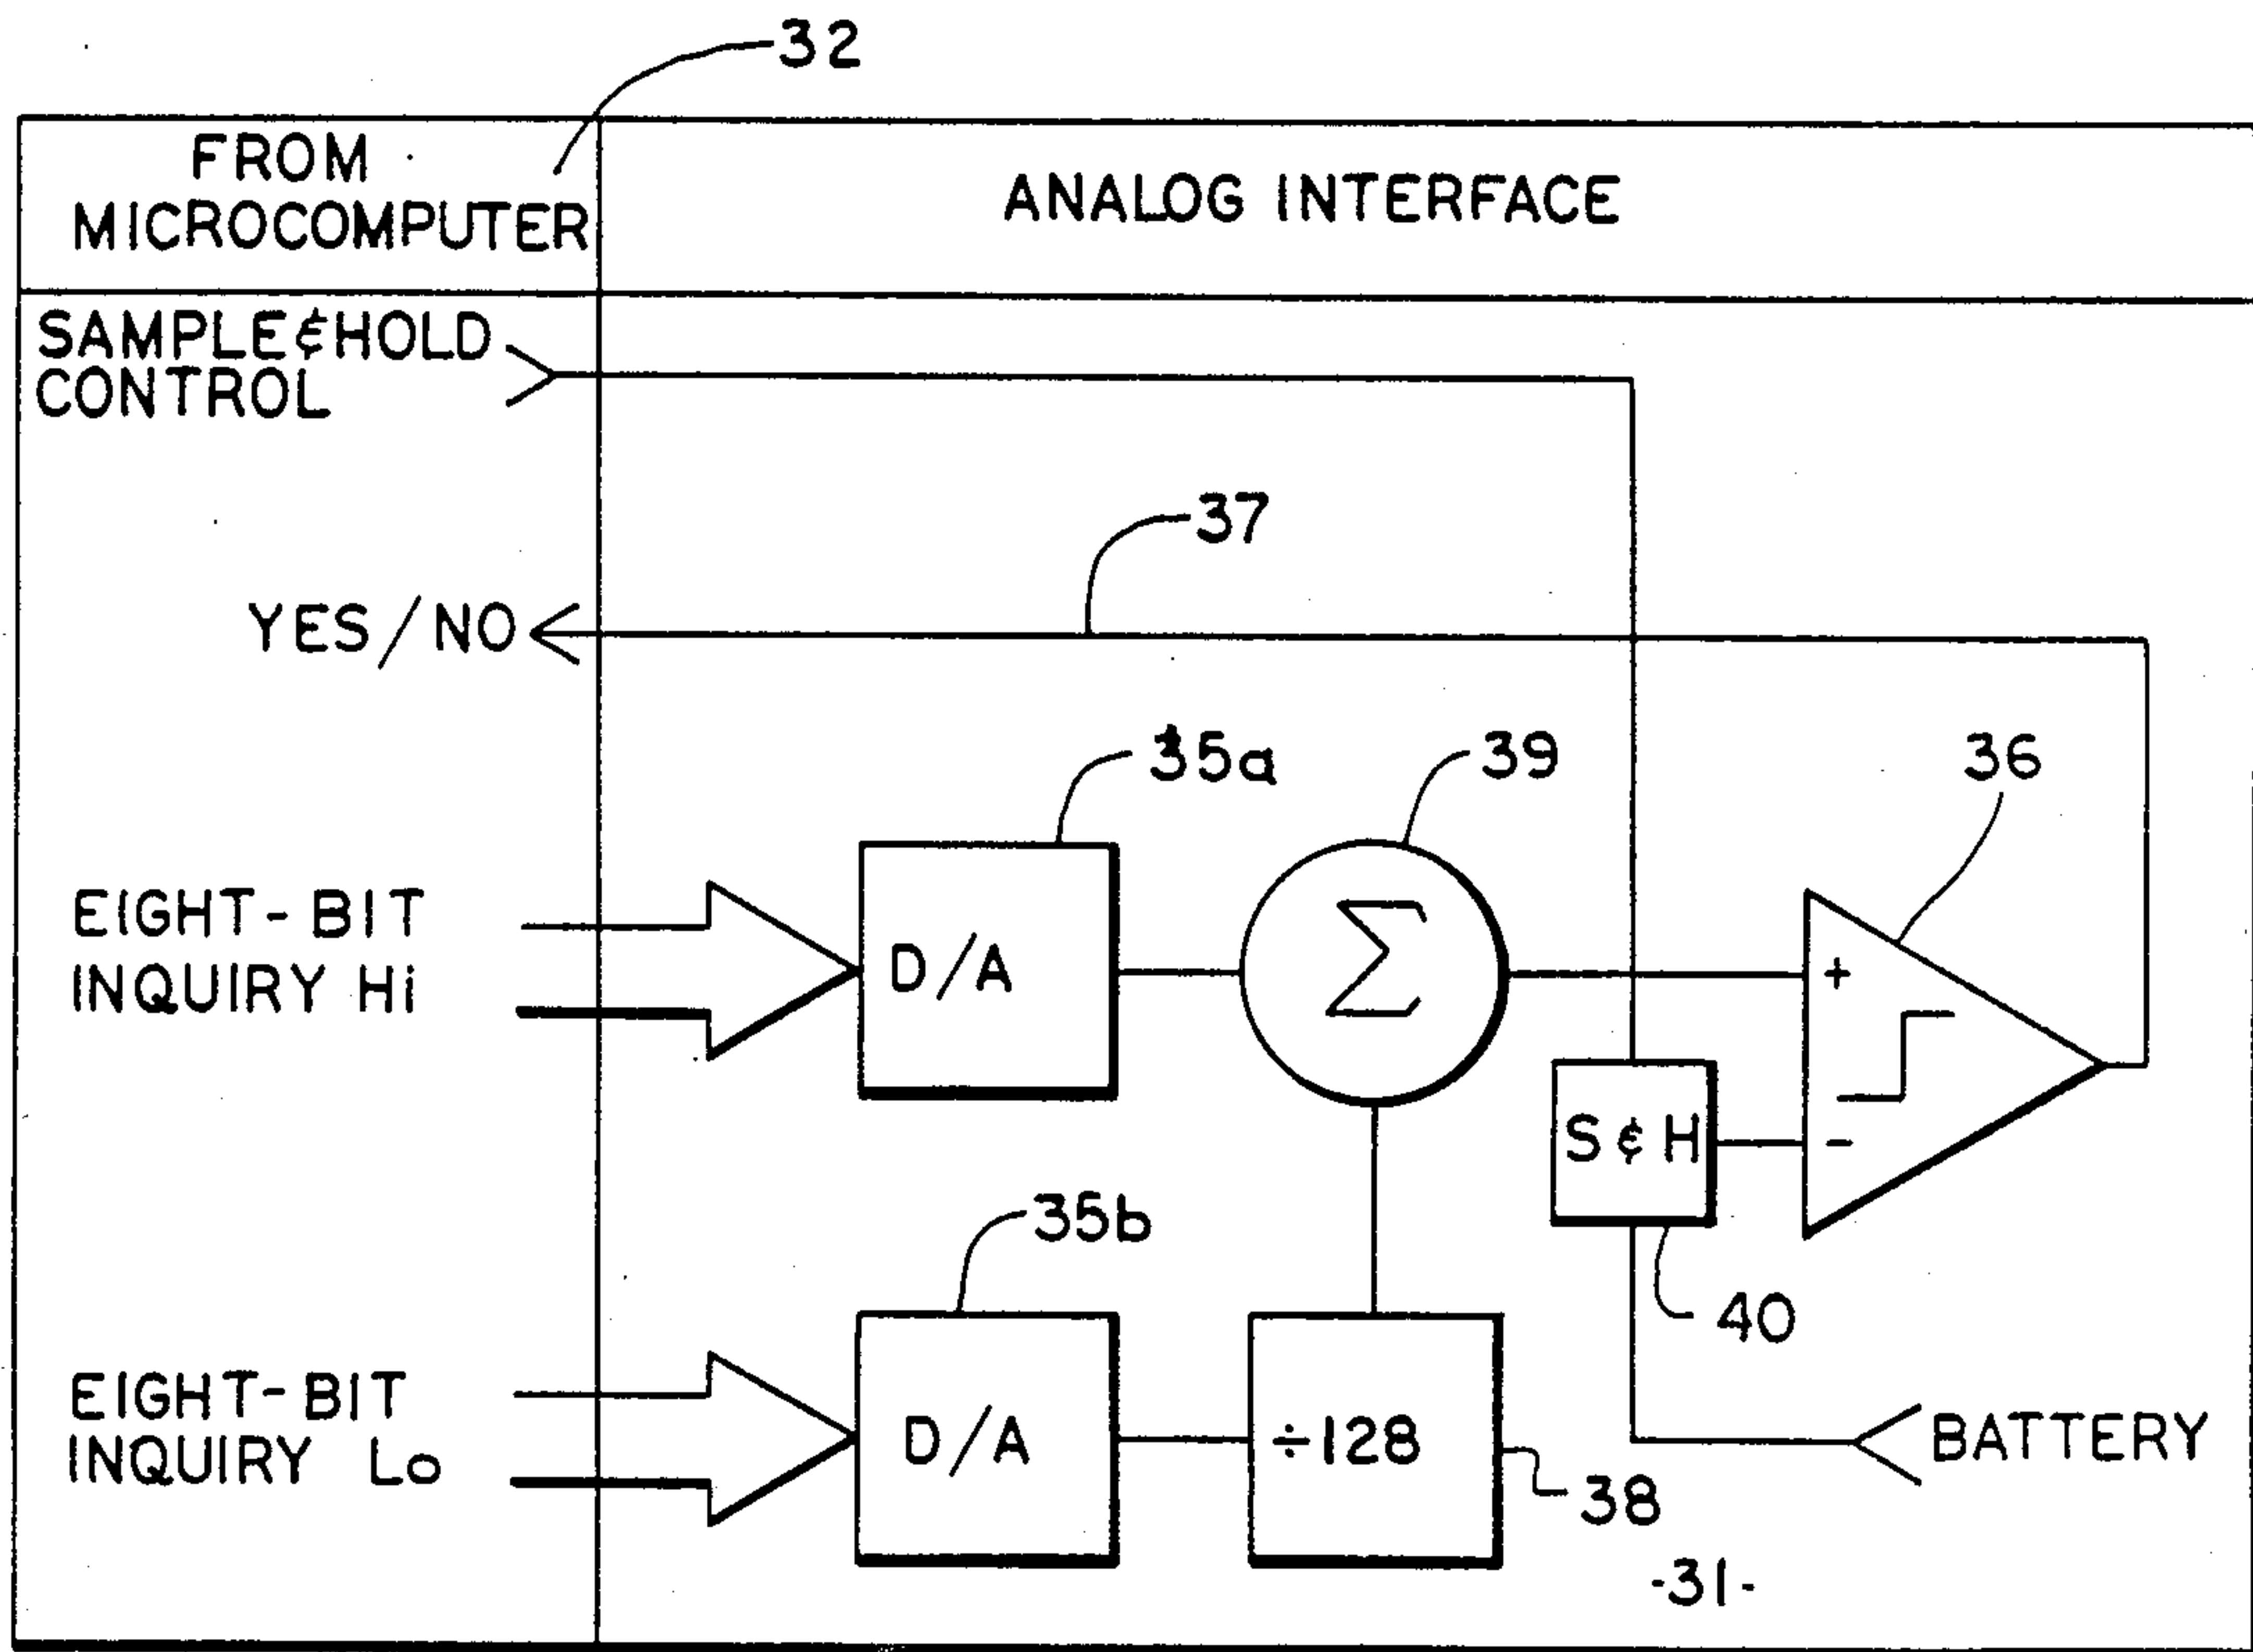 32
FROM
MICROCOMPUTER
ANALOG INTERFACE
SAMPLE & HOLD
CONTROL
37
YES/NO
35a
39
36
EIGHT-BIT
INQUIRY Hi
D/A
Σ
+
S & H
-
35b
40
EIGHT-BIT
INQUIRY Lo
D/A
÷128
BATTERY
38
-31-